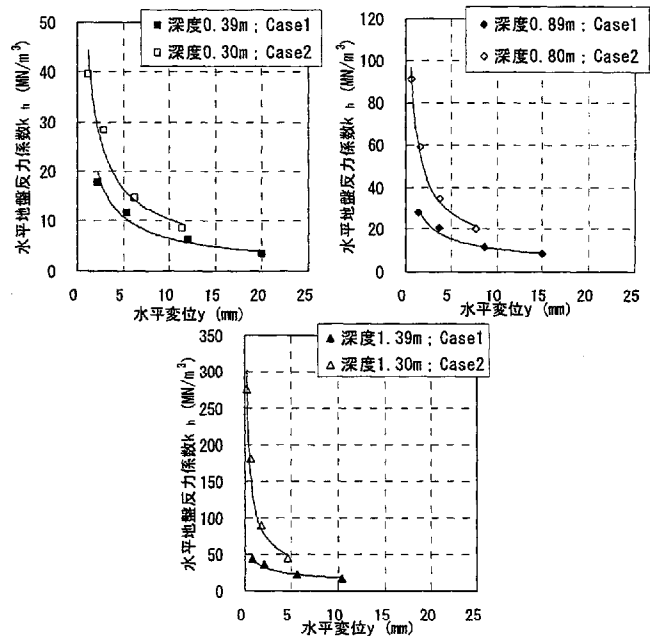 ■ 深度0.39m ; Case1
□ 深度0.30m ; Case2
水平地盤反力係数k h (MN/m³)
50
40
30
20
10
0
0 5 10 15 20 25
水平変位y (mm)
◆ 深度0.89m ; Case1
◇ 深度0.80m ; Case2
水平地盤反力係数k h (MN/m³)
120
100
80
60
40
20
0
0 5 10 15 20 25
水平変位y (mm)
▲ 深度1.39m ; Case1
△ 深度1.30m ; Case2
水平地盤反力係数k h (MN/m³)
350
300
250
200
150
100
50
0
0 5 10 15 20 25
水平変位y (mm)